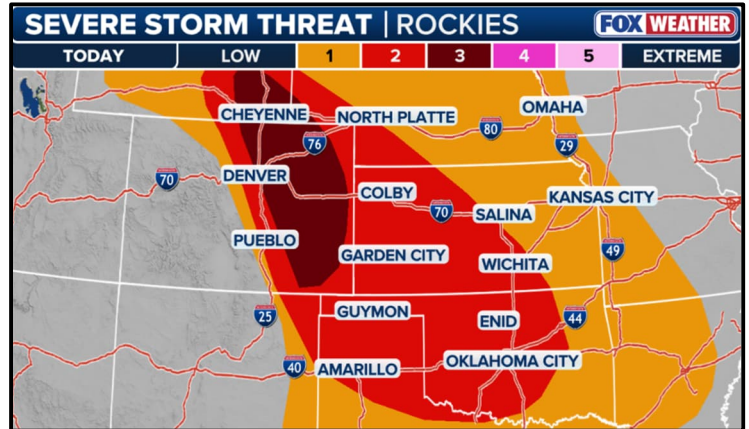 SEVERE STORM THREAT | ROCKIES
FOX WEATHER
TODAY LOW 1 2 3 4 5 EXTREME
CHEYENNE
NORTH PLATTE
OMAHA
76
80
29
DENVER
70
COLBY
70
SALINA
KANSAS CITY
PUEBLO
GARDEN CITY
WICHITA
49
25
GUYMON
ENID
44
40
AMARILLO
OKLAHOMA CITY